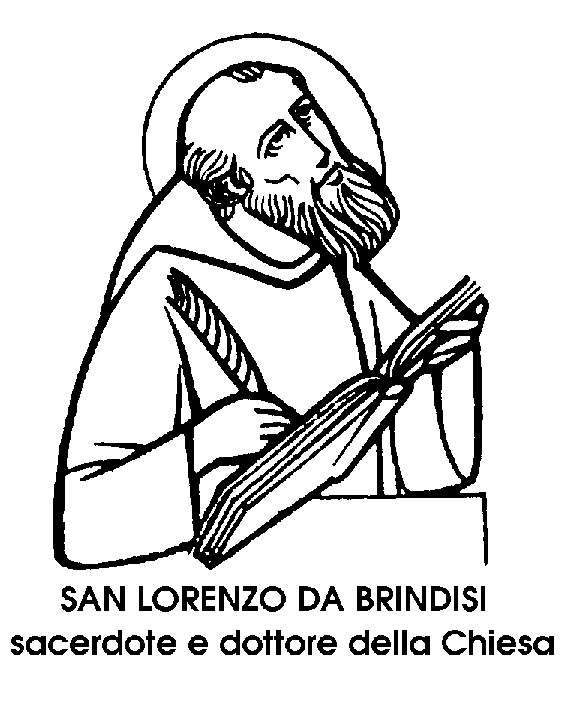 SAN LORENZO DA BRINDISI
sacerdote e dottore della Chiesa